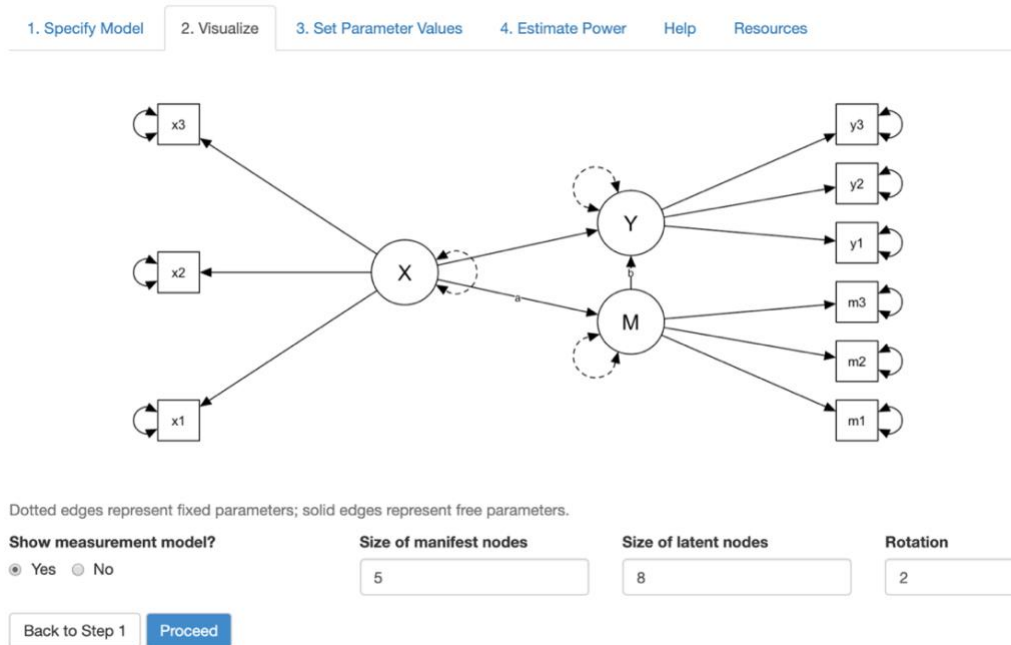 1. Specify Model 2. Visualize 3. Set Parameter Values 4. Estimate Power Help Resources
x3
y3
y2
Y
y1
X
x2
b
a
m3
M
m2
x1
m1
Dotted edges represent fixed parameters; solid edges represent free parameters.
Show measurement model? Size of manifest nodes Size of latent nodes Rotation
Yes No 5 8 2
Back to Step 1 Proceed